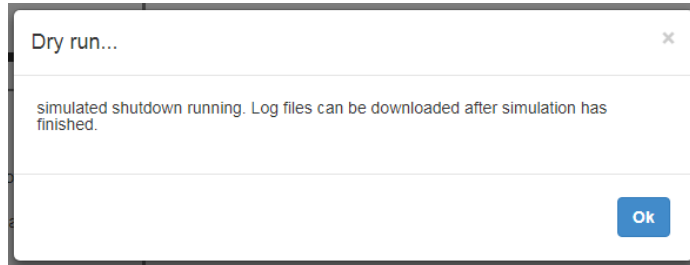 Dry run...
×
simulated shutdown running. Log files can be downloaded after simulation has
finished.
Ok